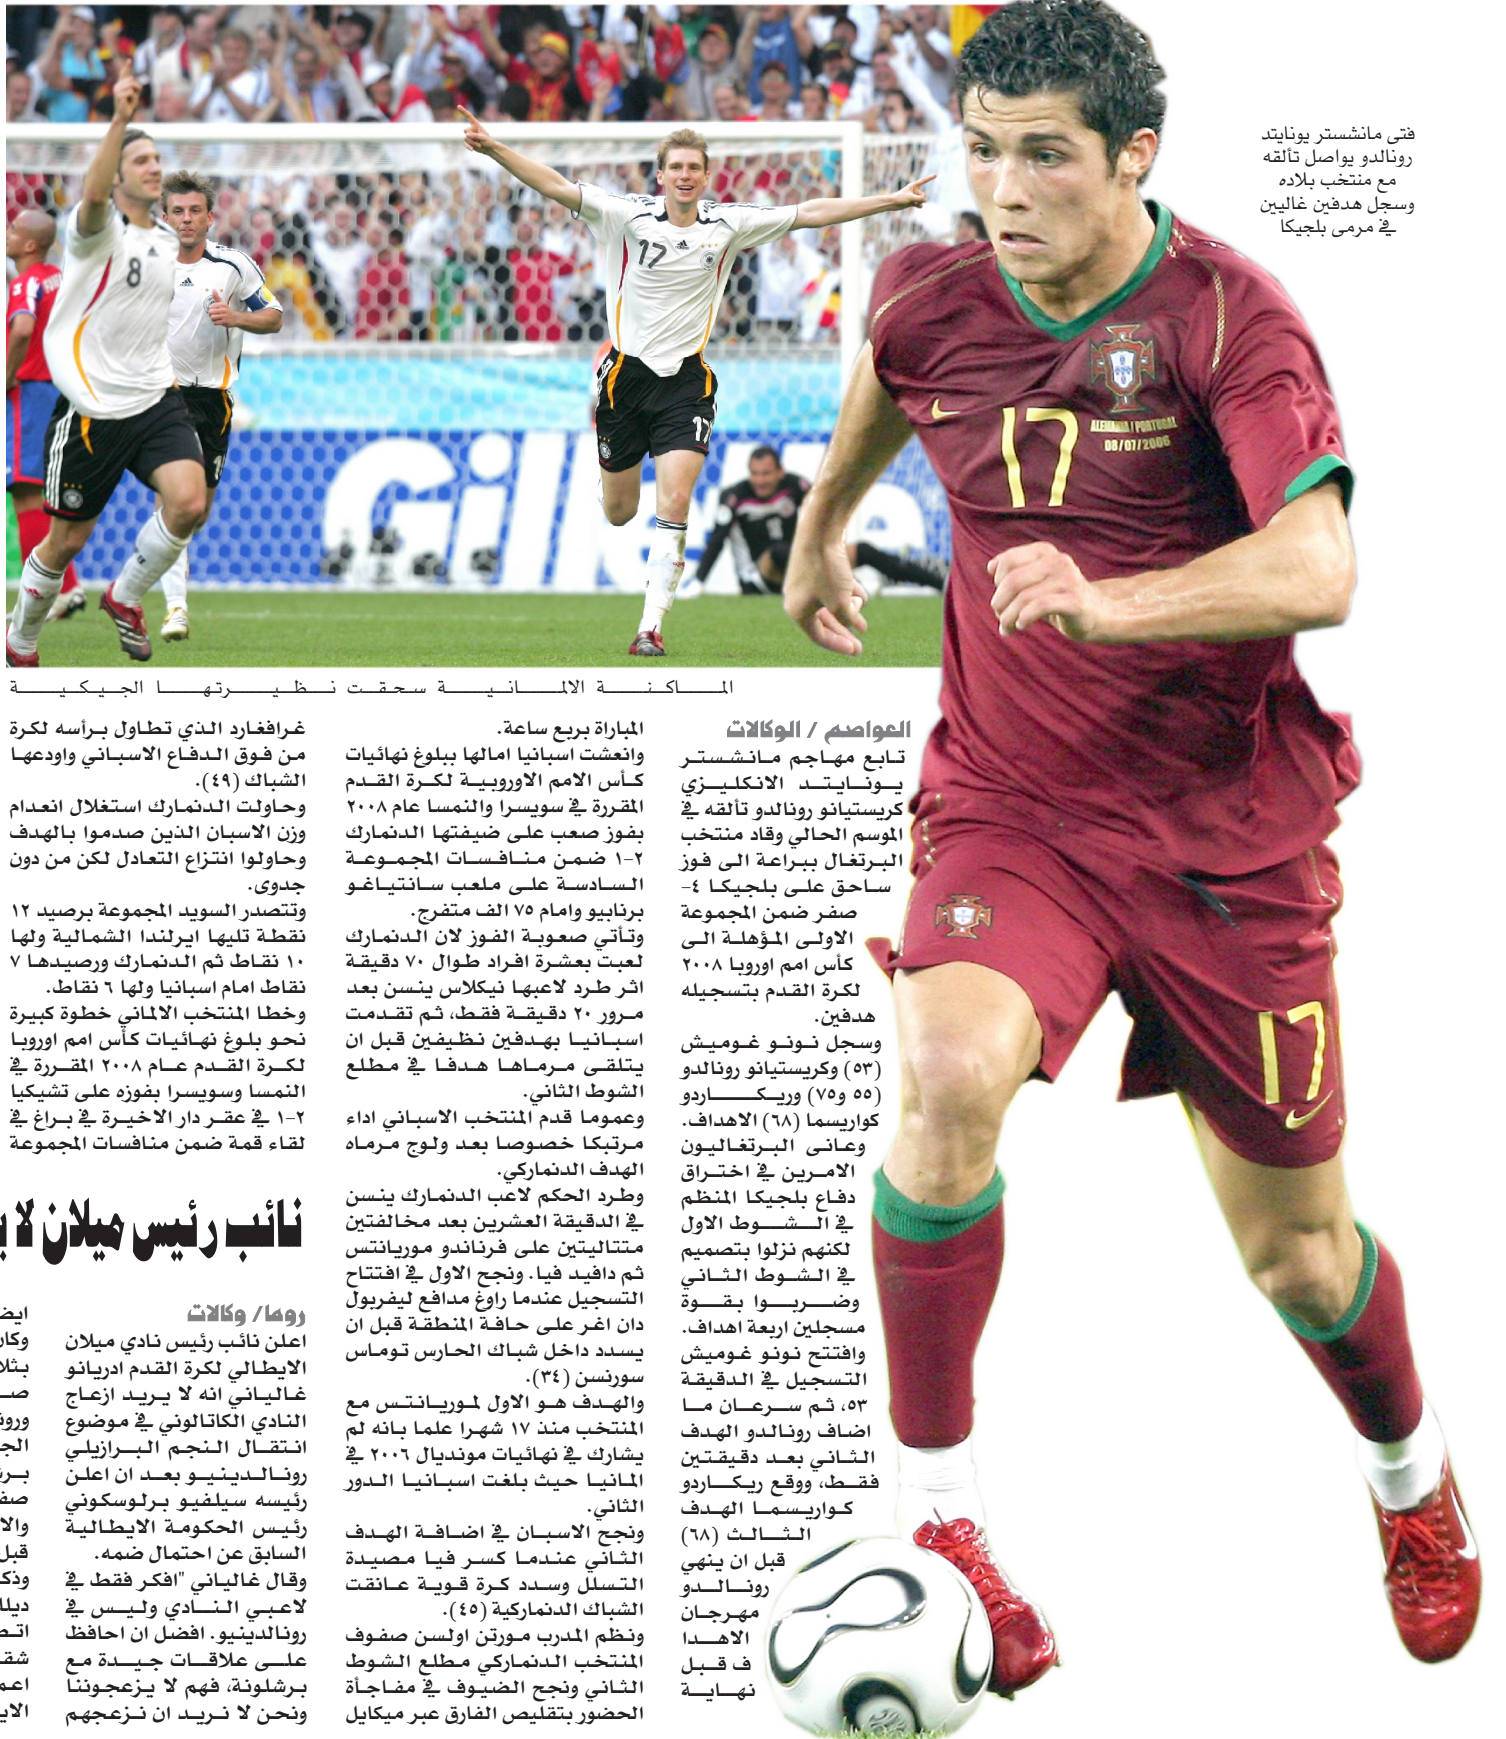 فتى مانشستر يونايتد
رونالدو يواصل تألقه
مع منتخب بلاده
وسجل هدفين غاليين
في مرمى بلجيكا
8
17
17
3
Gillette
17
ALEMANHA / PORTUGAL
08/07/2006
17
الماكنة الالمانية سحقت نظيرتها الجيكية
العواصم / الوكالات
تابع مهاجم مانشستر
يونايتد الانكليزي
كريستيانو رونالدو تألقه في
الموسم الحالي وقاد منتخب
البرتغال ببراعة الى فوز
ساحق على بلجيكا ٤-
صفر ضمن المجموعة
الاولى المؤهلة الى
كأس امم اوروبا ٢٠٠٨
لكرة القدم بتسجيله
هدفين.
وسجل نونو غوميش
(٥٣) وكريستيانو رونالدو
(٥٥ و٧٥) وريكاردو
كواريسما (٦٨) الاهداف.
وعانى البرتغاليون
الامرين في اختراق
دفاع بلجيكا المنظم
في الشوط الاول
لكنهم نزلوا بتصميم
في الشوط الثاني
وضربوا بقوة
مسجلين اربعة اهداف.
وافتتح نونو غوميش
التسجيل في الدقيقة
٥٣، ثم سرعان ما
اضاف رونالدو الهدف
الثاني بعد دقيقتين
فقط، ووقع ريكاردو
كواريسما الهدف
الثالث (٦٨)
قبل ان ينهي
رونالدو
مهرجان
الاهدا
ف قبل
نهاية
المباراة بربع ساعة.
وانعشت اسبانيا امالها ببلوغ نهائيات
كأس الامم الاوروبية لكرة القدم
المقررة في سويسرا والنمسا عام ٢٠٠٨
بفوز صعب على ضيفتها الدنمارك
٢-١ ضمن منافسات المجموعة
السادسة على ملعب سانتياغو
برنابيو وامام ٧٥ الف متفرج.
وتأتي صعوبة الفوز لان الدنمارك
لعبت بعشرة افراد طوال ٧٠ دقيقة
اثر طرد لاعبها نيكلاس ينسن بعد
مرور ٢٠ دقيقة فقط، ثم تقدمت
اسبانيا بهدفين نظيفين قبل ان
يتلقى مرماها هدفا في مطلع
الشوط الثاني.
وعموما قدم المنتخب الاسباني اداء
مرتبكا خصوصا بعد ولوج مرماه
الهدف الدنماركي.
وطرد الحكم لاعب الدنمارك ينسن
في الدقيقة العشرين بعد مخالفتين
متتاليتين على فرناندو موريانتس
ثم دافيد فيا. ونجح الاول في افتتاح
التسجيل عندما راوغ مدافع ليفربول
دان اغر على حافة المنطقة قبل ان
يسدد داخل شباك الحارس توماس
سورنسن (٣٤).
والهدف هو الاول لموريانتس مع
المنتخب منذ ١٧ شهرا علما بانه لم
يشارك في نهائيات مونديال ٢٠٠٦ في
المانيا حيث بلغت اسبانيا الدور
الثاني.
ونجح الاسبان في اضافة الهدف
الثاني عندما كسر فيا مصيدة
التسلل وسدد كرة قوية عانقت
الشباك الدنماركية (٤٥).
ونظم المدرب مورتن اولسن صفوف
المنتخب الدنماركي مطلع الشوط
الثاني ونجح الضيوف في مفاجأة
الحضور بتقليص الفارق عبر ميكايل
غرافغارد الذي تطاول برأسه لكرة
من فوق الدفاع الاسباني واودعها
الشباك (٤٩).
وحاولت الدنمارك استغلال انعدام
وزن الاسبان الذين صدموا بالهدف
وحاولوا انتزاع التعادل لكن من دون
جدوى.
وتتصدر السويد المجموعة برصيد ١٢
نقطة تليها ايرلندا الشمالية ولها
١٠ نقاط ثم الدنمارك ورصيدها ٧
نقاط امام اسبانيا ولها ٦ نقاط.
وخطا المنتخب الالماني خطوة كبيرة
نحو بلوغ نهائيات كأس امم اوروبا
لكرة القدم عام ٢٠٠٨ المقررة في
النمسا وسويسرا بفوزه على تشيكيا
٢-١ في عقر دار الاخيرة في براغ في
لقاء قمة ضمن منافسات المجموعة
نائب رئيس ميلان لا
روما/ وكالات
اعلن نائب رئيس نادي ميلان
الايطالي لكرة القدم ادريانو
غالياني انه لا يريد ازعاج
النادي الكاتالوني في موضوع
انتقال النجم البرازيلي
رونالدينيو بعد ان اعلن
رئيسه سيلفيو برلوسكوني
رئيس الحكومة الايطالية
السابق عن احتمال ضمه.
وقال غالياني "افكر فقط في
لاعبي النادي وليس في
رونالدينيو. افضل ان احافظ
على علاقات جيدة مع
برشلونة، فهم لا يزعجوننا
ونحن لا نريد ان نزعجهم